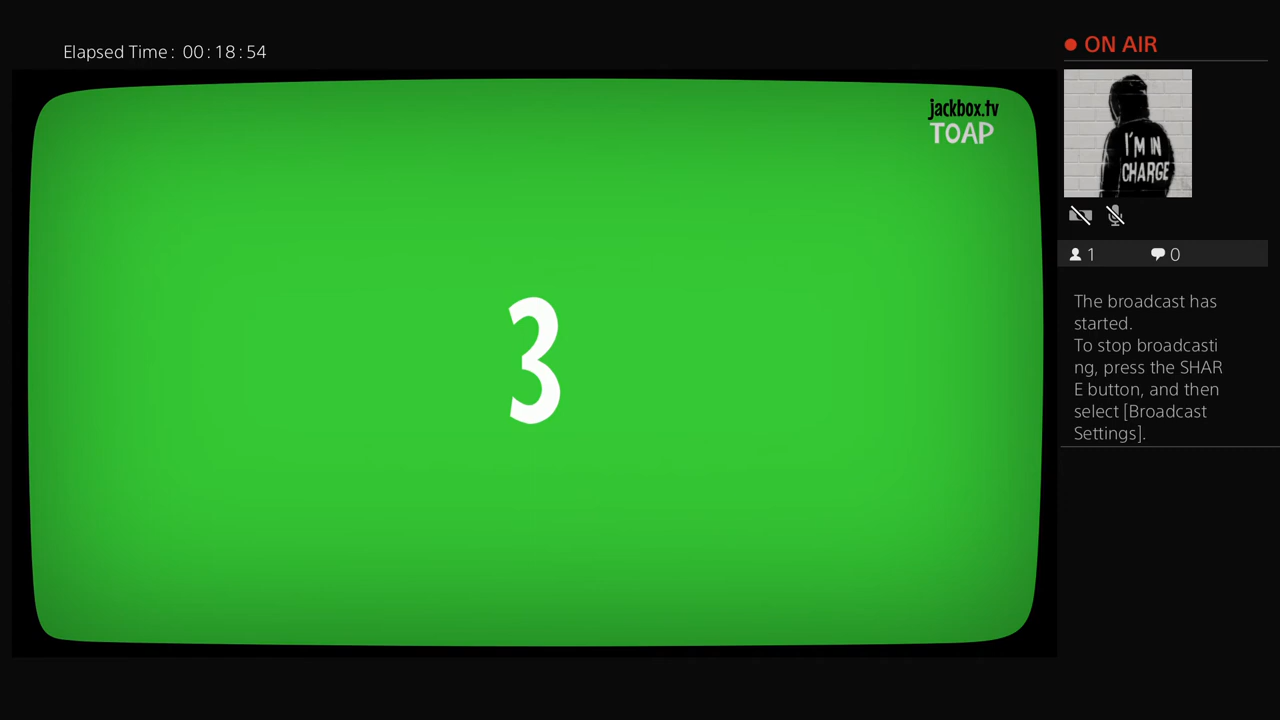 Elapsed Time: 00:18:54
ON AIR
jackbox.tv
TOAP
I'M IN
CHARGE
3
1
0
The broadcast has
started.
To stop broadcasti
ng, press the SHAR
E button, and then
select [Broadcast
Settings].